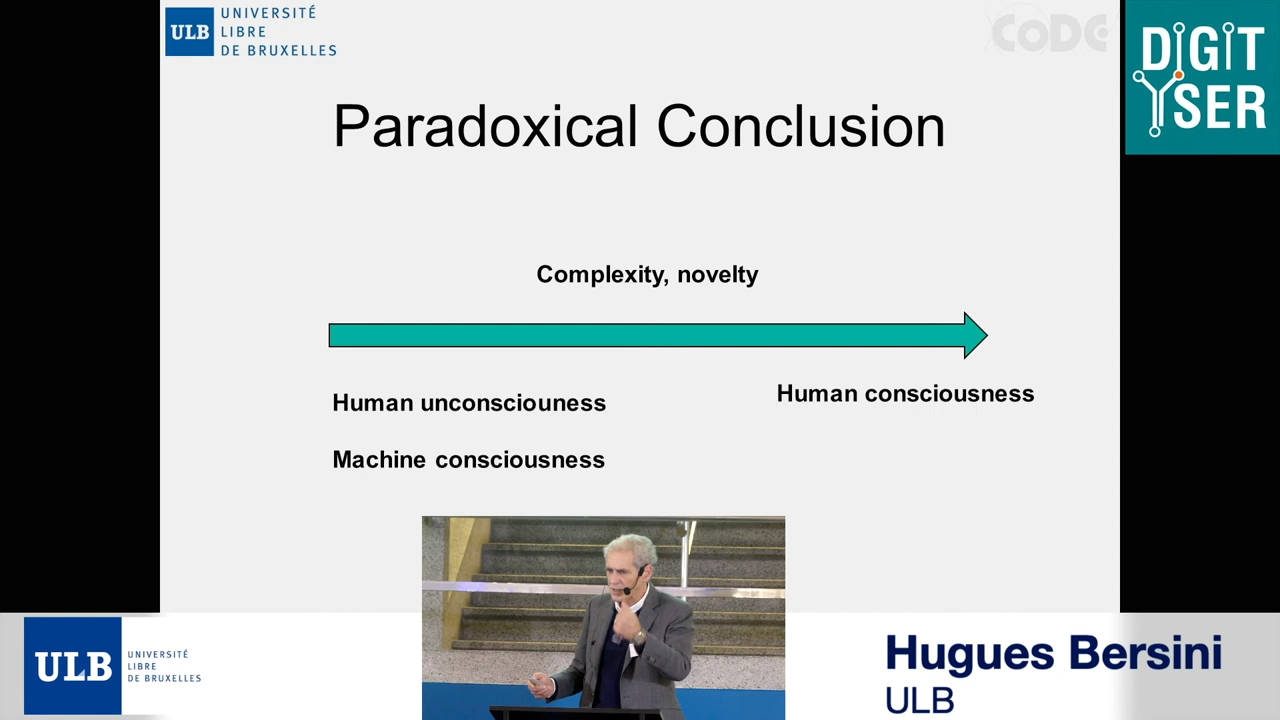 ULB
UNIVERSITÉ
LIBRE
DE BRUXELLES
CoDE
DIGIT
YSER
Paradoxical Conclusion
Complexity, novelty
Human unconsciouness
Human consciousness
Machine consciousness
ULB
UNIVERSITÉ
LIBRE
DE BRUXELLES
Hugues Bersini
ULB